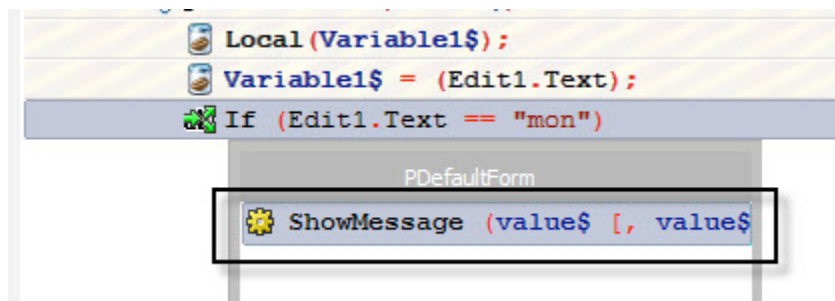 Local(Variable1$);
Variable1$ = (Edit1.Text);
If (Edit1.Text == "mon")
PDefaultForm
ShowMessage (value$ [, value$